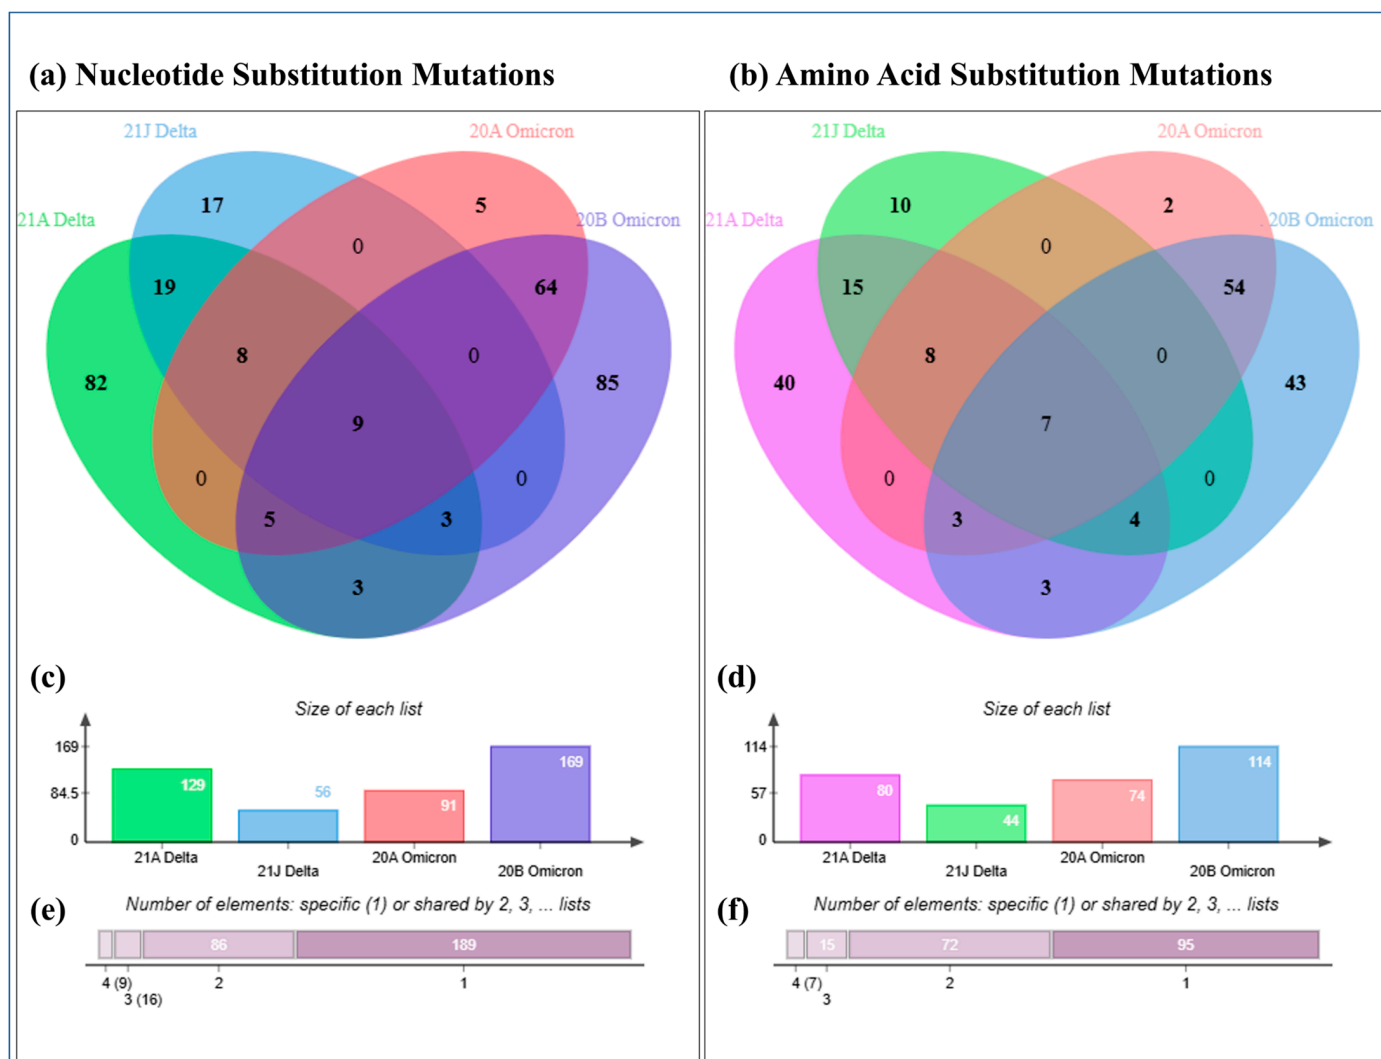 (a) Nucleotide Substitution Mutations
21J Delta
20A Omicron
21A Delta
20B Omicron
17
5
0
19
64
8
0
82
85
9
0
0
5
3
3
(b) Amino Acid Substitution Mutations
21J Delta
20A Omicron
21A Delta
20B Omicron
10
2
0
15
54
8
0
40
43
7
0
0
3
4
3
(c)
Size of each list
169
84.5
0
129
56
91
169
21A Delta
21J Delta
20A Omicron
20B Omicron
(d)
Size of each list
114
57
0
80
44
74
114
21A Delta
21J Delta
20A Omicron
20B Omicron
(e)
Number of elements: specific (1) or shared by 2, 3, ... lists
86
189
4 (9)
3 (16)
2
1
(f)
Number of elements: specific (1) or shared by 2, 3, ... lists
15
72
95
4 (7)
3
2
1